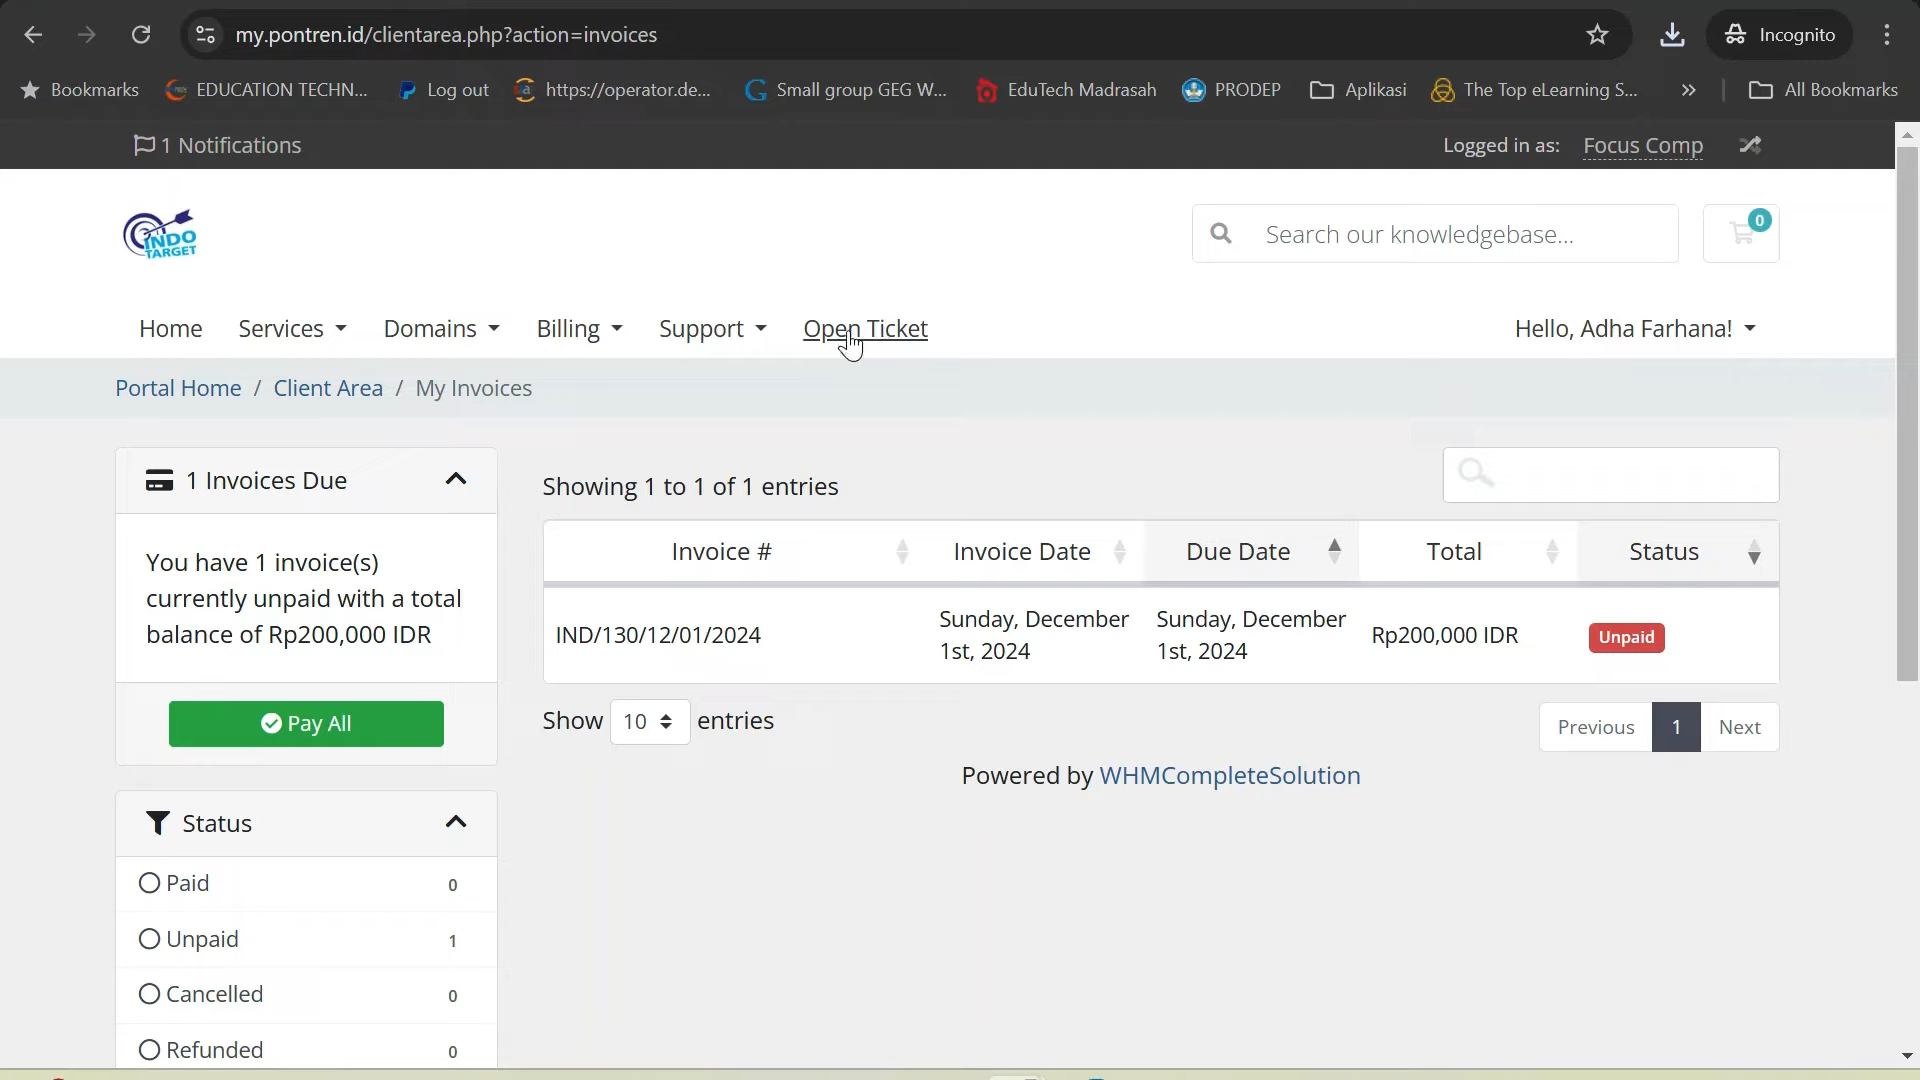 my.pontren.id/clientarea.php?action=invoices
Incognito
Bookmarks
EDUCATION TECHN...
Log out
https://operator.de...
Small group GEG W...
EduTech Madrasah
PRODEP
Aplikasi
The Top eLearning S...
»
All Bookmarks
1 Notifications
Logged in as: Focus Comp
INDO
TARGET
Search our knowledgebase...
0
Home
Services
Domains
Billing
Support
Open Ticket
Hello, Adha Farhana!
Portal Home / Client Area / My Invoices
1 Invoices Due
You have 1 invoice(s)
currently unpaid with a total
balance of Rp200,000 IDR
Pay All
Status
Paid 0
Unpaid 1
Cancelled 0
Refunded 0
Showing 1 to 1 of 1 entries
Invoice # Invoice Date Due Date Total Status
IND/130/12/01/2024 Sunday, December Sunday, December Rp200,000 IDR Unpaid
1st, 2024 1st, 2024
Show 10 entries
Previous 1 Next
Powered by WHMCompleteSolution